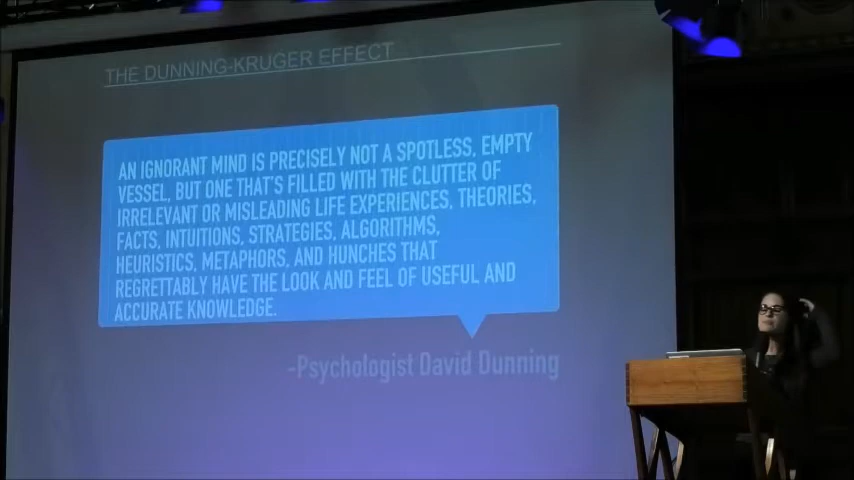 THE DUNNING-KRUGER EFFECT
AN IGNORANT MIND IS PRECISELY NOT A SPOTLESS, EMPTY
VESSEL, BUT ONE THAT'S FILLED WITH THE CLUTTER OF
IRRELEVANT OR MISLEADING LIFE EXPERIENCES, THEORIES,
FACTS, INTUITIONS, STRATEGIES, ALGORITHMS,
HEURISTICS, METAPHORS, AND HUNCHES THAT
REGRETTABLY HAVE THE LOOK AND FEEL OF USEFUL AND
ACCURATE KNOWLEDGE.
-Psychologist David Dunning